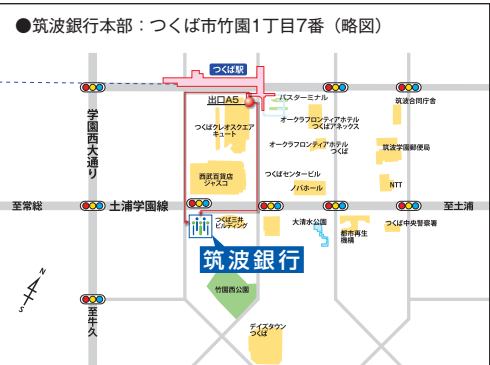 ●筑波銀行本部：つくば市竹園1丁目7番（略図）
つくば駅
出口A5
バスターミナル
筑波合同庁舎
学園西大通り
つくばクレオスクエア
キュート
オークラフロンティアホテル
つくばアネックス
オークラフロンティアホテル
つくば
筑波学園郵便局
西武百貨店
ジャスコ
つくばセンタービル
ノバホール
NTT
至常総
土浦学園線
至土浦
つくば三井
ビルディング
大清水公園
都市再生
機構
つくば中央警察署
筑波銀行
N
S
竹園西公園
至牛久
デイズタウン
つくば